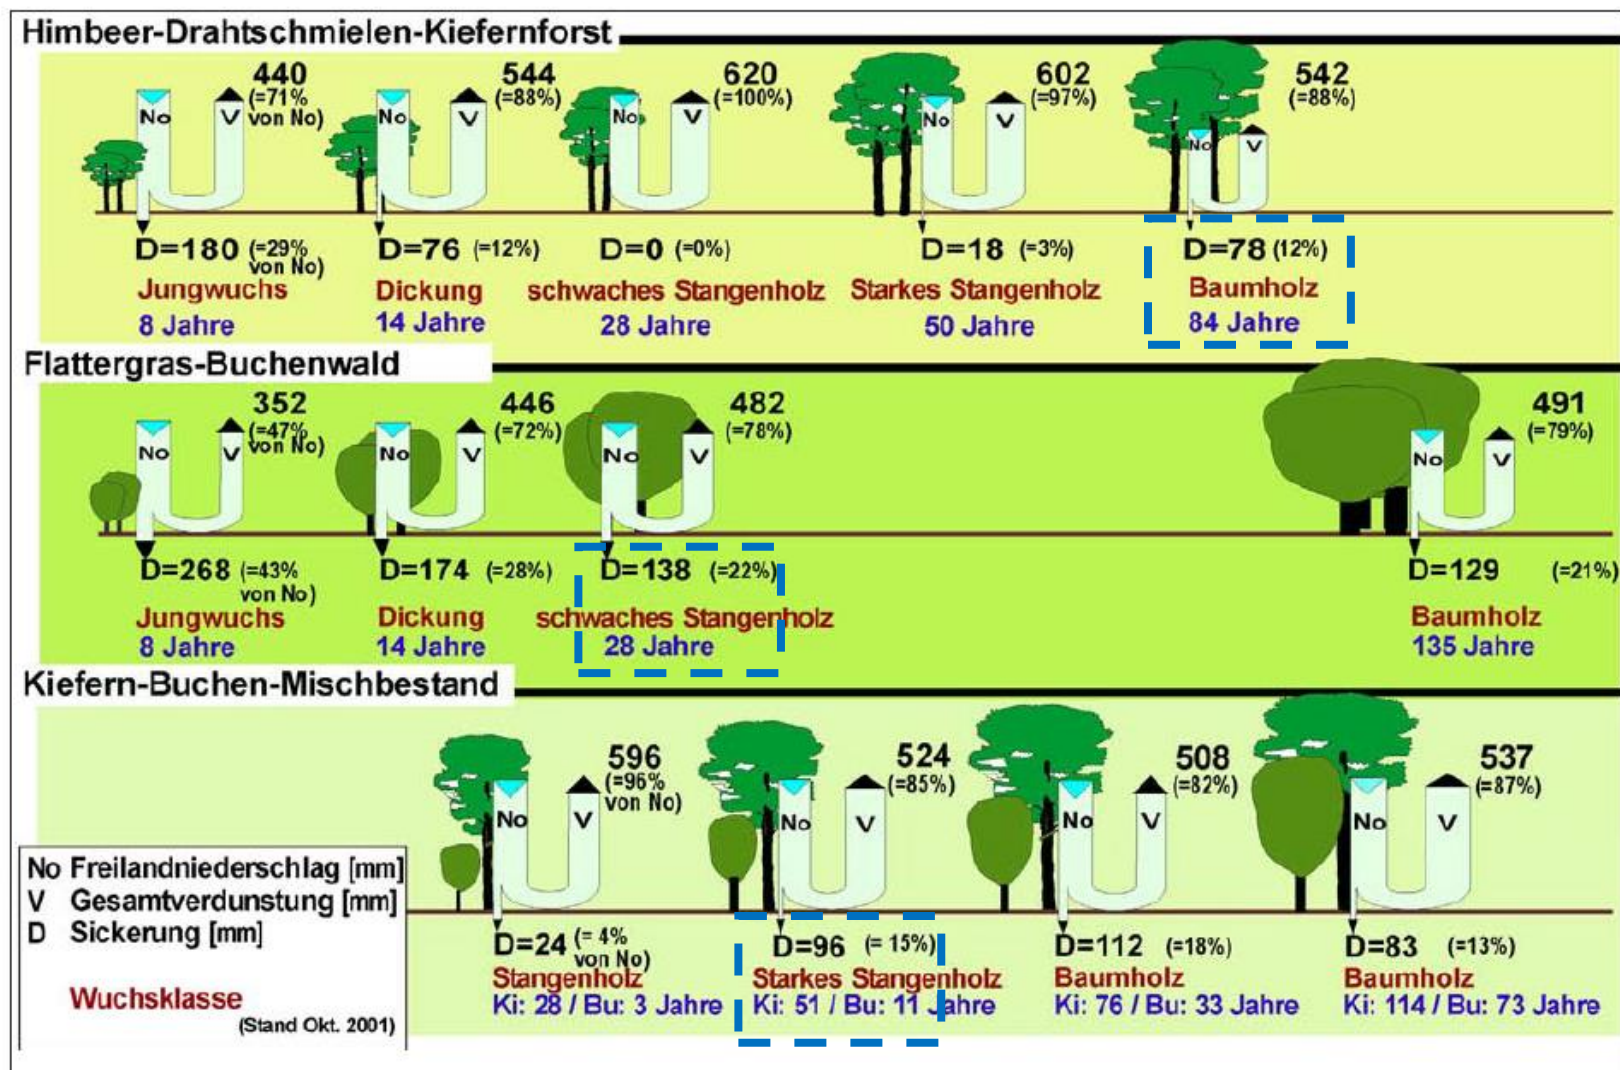 Himbeer-Drahtschmielen-Kiefernforst
440 544 620 602 542
(=71% von No) (=88%) (=100%) (=97%) (=88%)
No V No V No V No V No V
D=180 (=29% von No) D=76 (=12%) D=0 (=0%) D=18 (=3%) D=78 (12%)
Jungwuchs Dickung schwaches Stangenholz Starkes Stangenholz Baumholz
8 Jahre 14 Jahre 28 Jahre 50 Jahre 84 Jahre
Flattergras-Buchenwald
352 446 482 491
(=47% von No) (=72%) (=78%) (=79%)
No V No V No V No V
D=268 (=43% von No) D=174 (=28%) D=138 (=22%) D=129 (=21%)
Jungwuchs Dickung schwaches Stangenholz Baumholz
8 Jahre 14 Jahre 28 Jahre 135 Jahre
Kiefern-Buchen-Mischbestand
596 524 508 537
(=96% von No) (=85%) (=82%) (=87%)
No V No V No V No V
D=24 (= 4% von No) D=96 (= 15%) D=112 (=18%) D=83 (=13%)
Stangenholz Starkes Stangenholz Baumholz Baumholz
Ki: 28 / Bu: 3 Jahre Ki: 51 / Bu: 11 Jahre Ki: 76 / Bu: 33 Jahre Ki: 114 / Bu: 73 Jahre
No Freilandniederschlag [mm]
V Gesamtverdunstung [mm]
D Sickerung [mm]
Wuchsklasse
(Stand Okt. 2001)